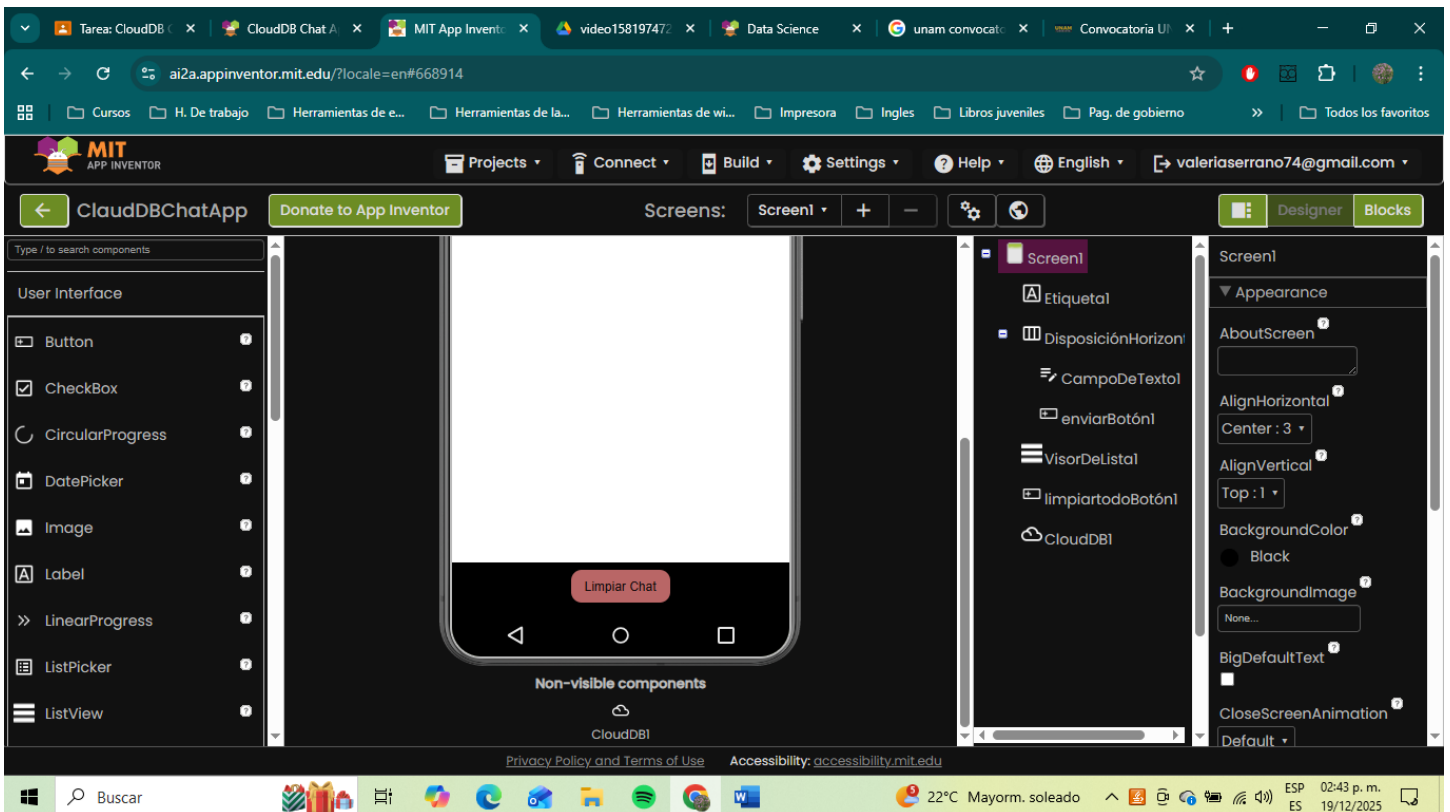 Tarea: CloudDB C
CloudDB Chat A
MIT App Invento
video158197472
Data Science
unam convocato
Convocatoria UN
ai2a.appinventor.mit.edu/?locale=en#668914
Cursos
H. De trabajo
Herramientas de e...
Herramientas de la...
Herramientas de wi...
Impresora
Ingles
Libros juveniles
Pag. de gobierno
Todos los favoritos
MIT
APP INVENTOR
Projects
Connect
Build
Settings
Help
English
valeriaserrano74@gmail.com
ClaudDBChatApp
Donate to App Inventor
Screens:
Screen1
Designer
Blocks
Type / to search components
User Interface
Button
CheckBox
CircularProgress
DatePicker
Image
Label
LinearProgress
ListPicker
ListView
Limpiar Chat
Non-visible components
CloudDB1
Screen1
Etiqueta1
DisposiciónHorizont
CampoDeTexto1
enviarBotón1
VisorDeLista1
limpiartodoBotón1
CloudDB1
Screen1
Appearance
AboutScreen
AlignHorizontal
Center : 3
AlignVertical
Top : 1
BackgroundColor
Black
BackgroundImage
None...
BigDefaultText
CloseScreenAnimation
Default
Privacy Policy and Terms of Use
Accessibility: accessibility.mit.edu
Buscar
22°C Mayorm. soleado
ESP
ES
02:43 p. m.
19/12/2025